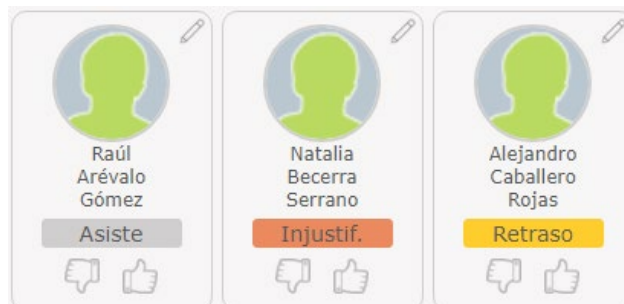 Raúl
Arévalo
Gómez
Asiste
Natalia
Becerra
Serrano
Injustif.
Alejandro
Caballero
Rojas
Retraso